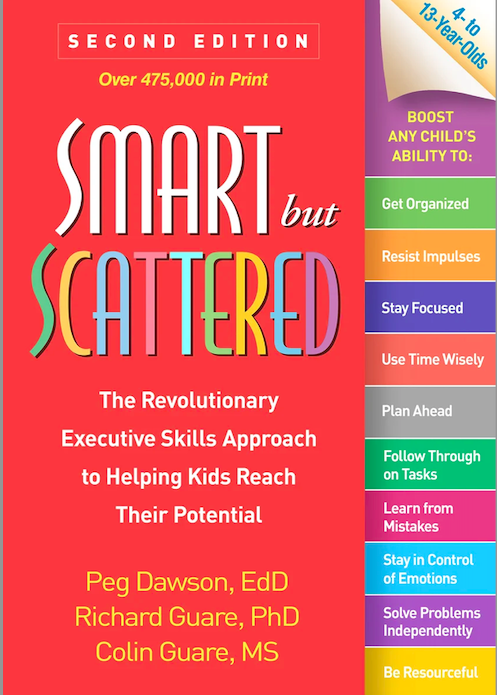 SECOND EDITION
Over 475,000 in Print
SMART but
SCATTERED
The Revolutionary
Executive Skills Approach
to Helping Kids Reach
Their Potential
Peg Dawson, EdD
Richard Guare, PhD
Colin Guare, MS
4- to
13-Year-Olds
BOOST
ANY CHILD'S
ABILITY TO:
Get Organized
Resist Impulses
Stay Focused
Use Time Wisely
Plan Ahead
Follow Through
on Tasks
Learn from
Mistakes
Stay in Control
of Emotions
Solve Problems
Independently
Be Resourceful